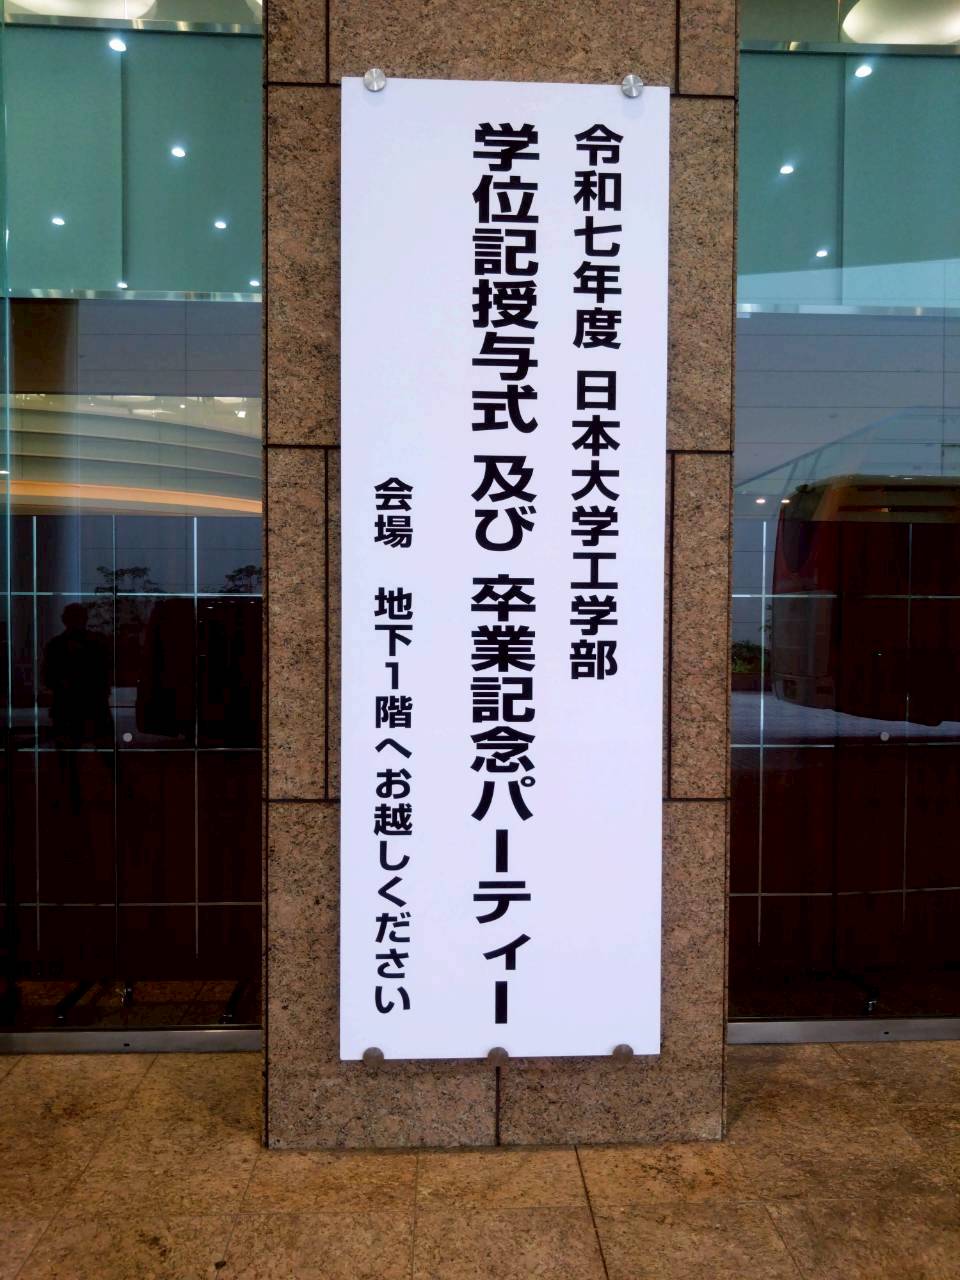 令和七年度 日本大学工学部
学位記授与式 及び 卒業記念パーティー
会場 地下1階へお越しください